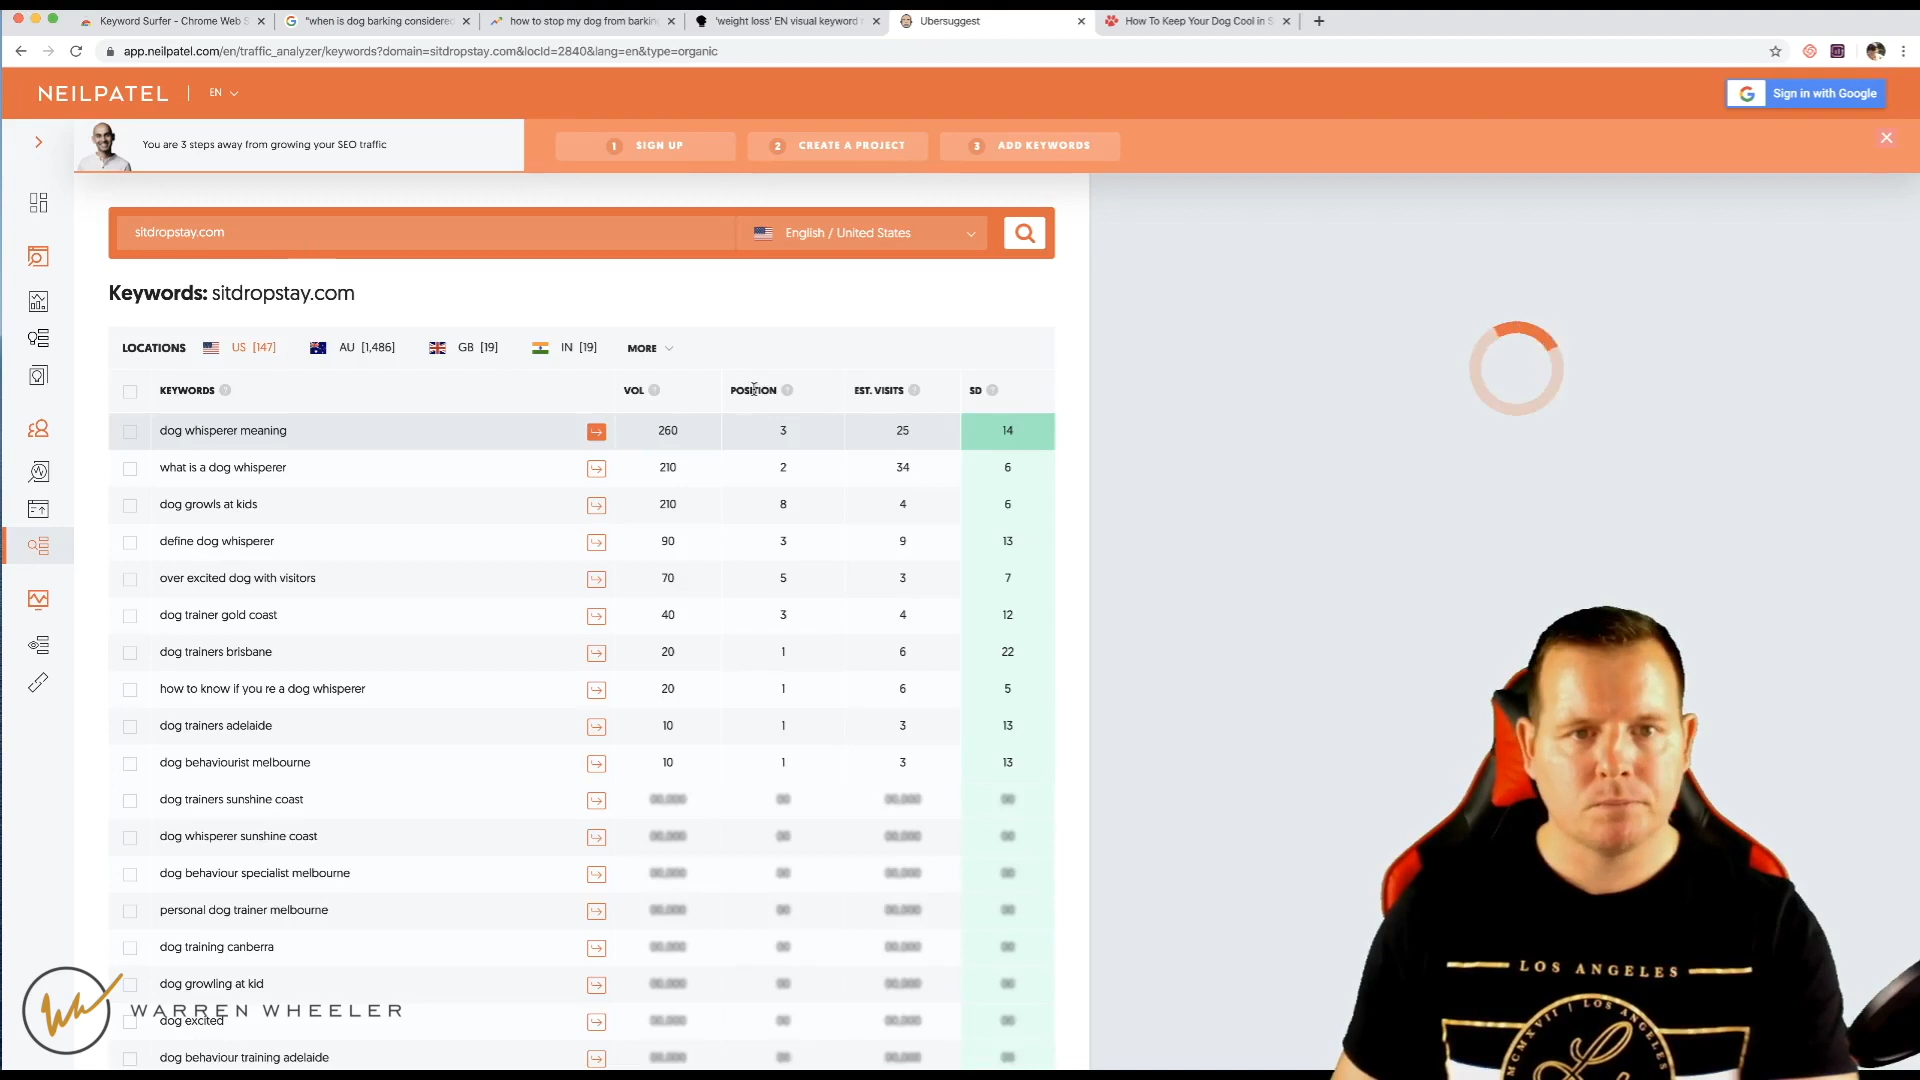 Keyword Surfer - Chrome Web S
"when is dog barking considered
how to stop my dog from barkin
'weight loss' EN visual keyword
Ubersuggest
How To Keep Your Dog Cool in S
app.neilpatel.com/en/traffic_analyzer/keywords?domain=sitdropstay.com&locId=2840&lang=en&type=organic
NEILPATEL
EN
Sign in with Google
You are 3 steps away from growing your SEO traffic
1 SIGN UP
2 CREATE A PROJECT
3 ADD KEYWORDS
sitdropstay.com
English / United States
Keywords: sitdropstay.com
LOCATIONS US [147] AU [1,486] GB [19] IN [19] MORE
KEYWORDS VOL POSITION EST. VISITS SD
dog whisperer meaning 260 3 25 14
what is a dog whisperer 210 2 34 6
dog growls at kids 210 8 4 6
define dog whisperer 90 3 9 13
over excited dog with visitors 70 5 3 7
dog trainer gold coast 40 3 4 12
dog trainers brisbane 20 1 6 22
how to know if you re a dog whisperer 20 1 6 5
dog trainers adelaide 10 1 3 13
dog behaviourist melbourne 10 1 3 13
dog trainers sunshine coast
dog whisperer sunshine coast
dog behaviour specialist melbourne
personal dog trainer melbourne
dog training canberra
dog growling at kid
WARREN WHEELER
dog excited
dog behaviour training adelaide
LOS ANGELES